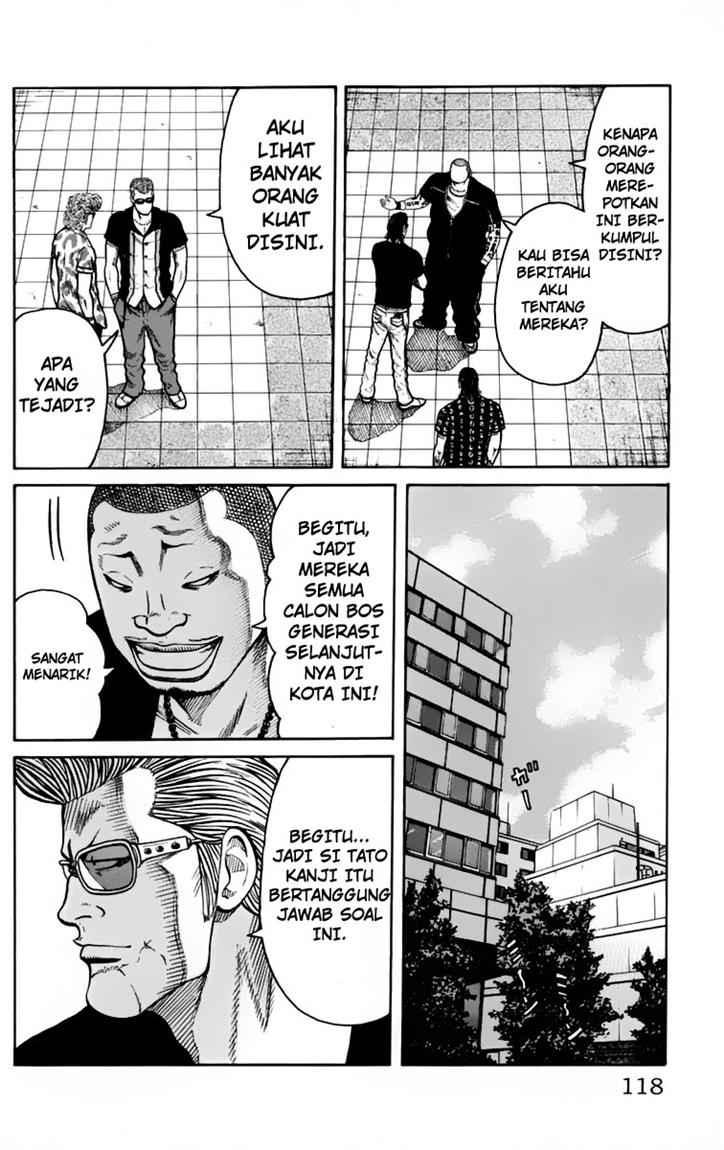 KENAPA
ORANG-
ORANG
MERE-
POTKAN
INI BER-
KUMPUL
DISINI?
KAU BISA
BERITAHU
AKU
TENTANG
MEREKA?
AKU
LIHAT
BANYAK
ORANG
KUAT
DISINI.
APA
YANG
TEJADI?
ガー
BEGITU,
JADI
MEREKA
SEMUA
CALON BOS
GENERASI
SELANJUT-
NYA DI
KOTA INI!
SANGAT
MENARIK!
BEGITU...
JADI SI TATO
KANJI ITU
BERTANGGUNG
JAWAB SOAL
INI.
118